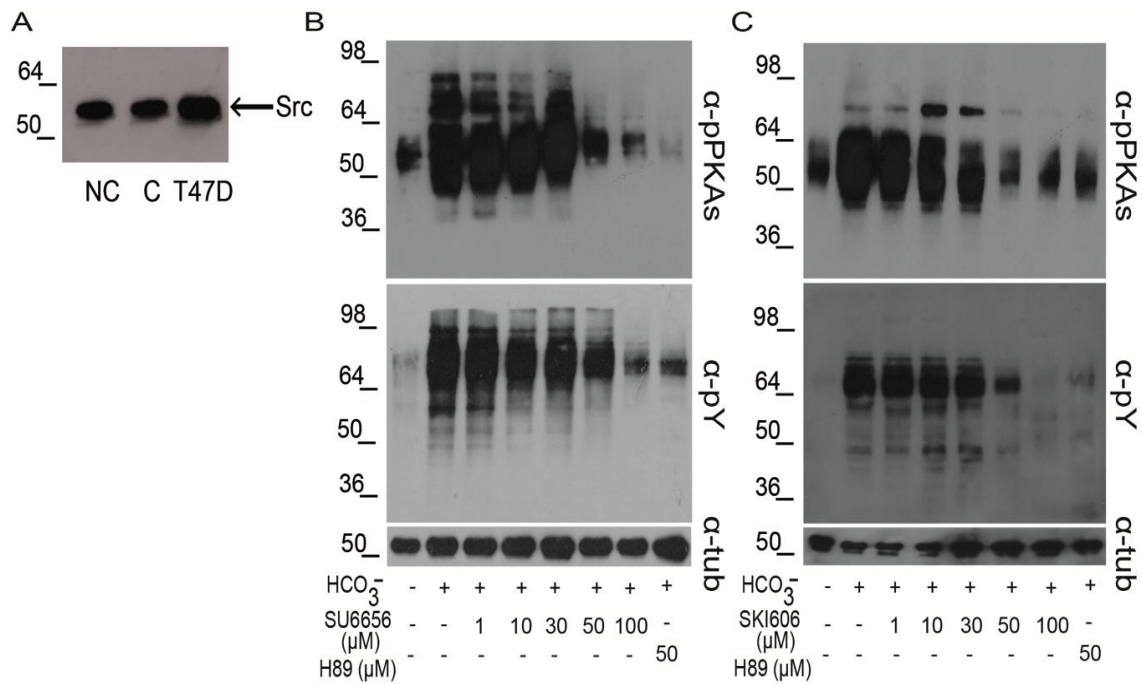 A
64
50
Src
NC C T47D
B
98
64
50
36
α-pPKAs
98
64
50
36
α-pY
50
α-tub
HCO₃⁻ - + + + + + + +
SU6656 (µM) - - 1 10 30 50 100 -
H89 (µM) - - - - - - - 50
C
98
64
50
36
α-pPKAs
98
64
50
36
α-pY
50
α-tub
HCO₃⁻ - + + + + + + +
SKI606 (µM) - - 1 10 30 50 100 -
H89 (µM) - - - - - - - 50